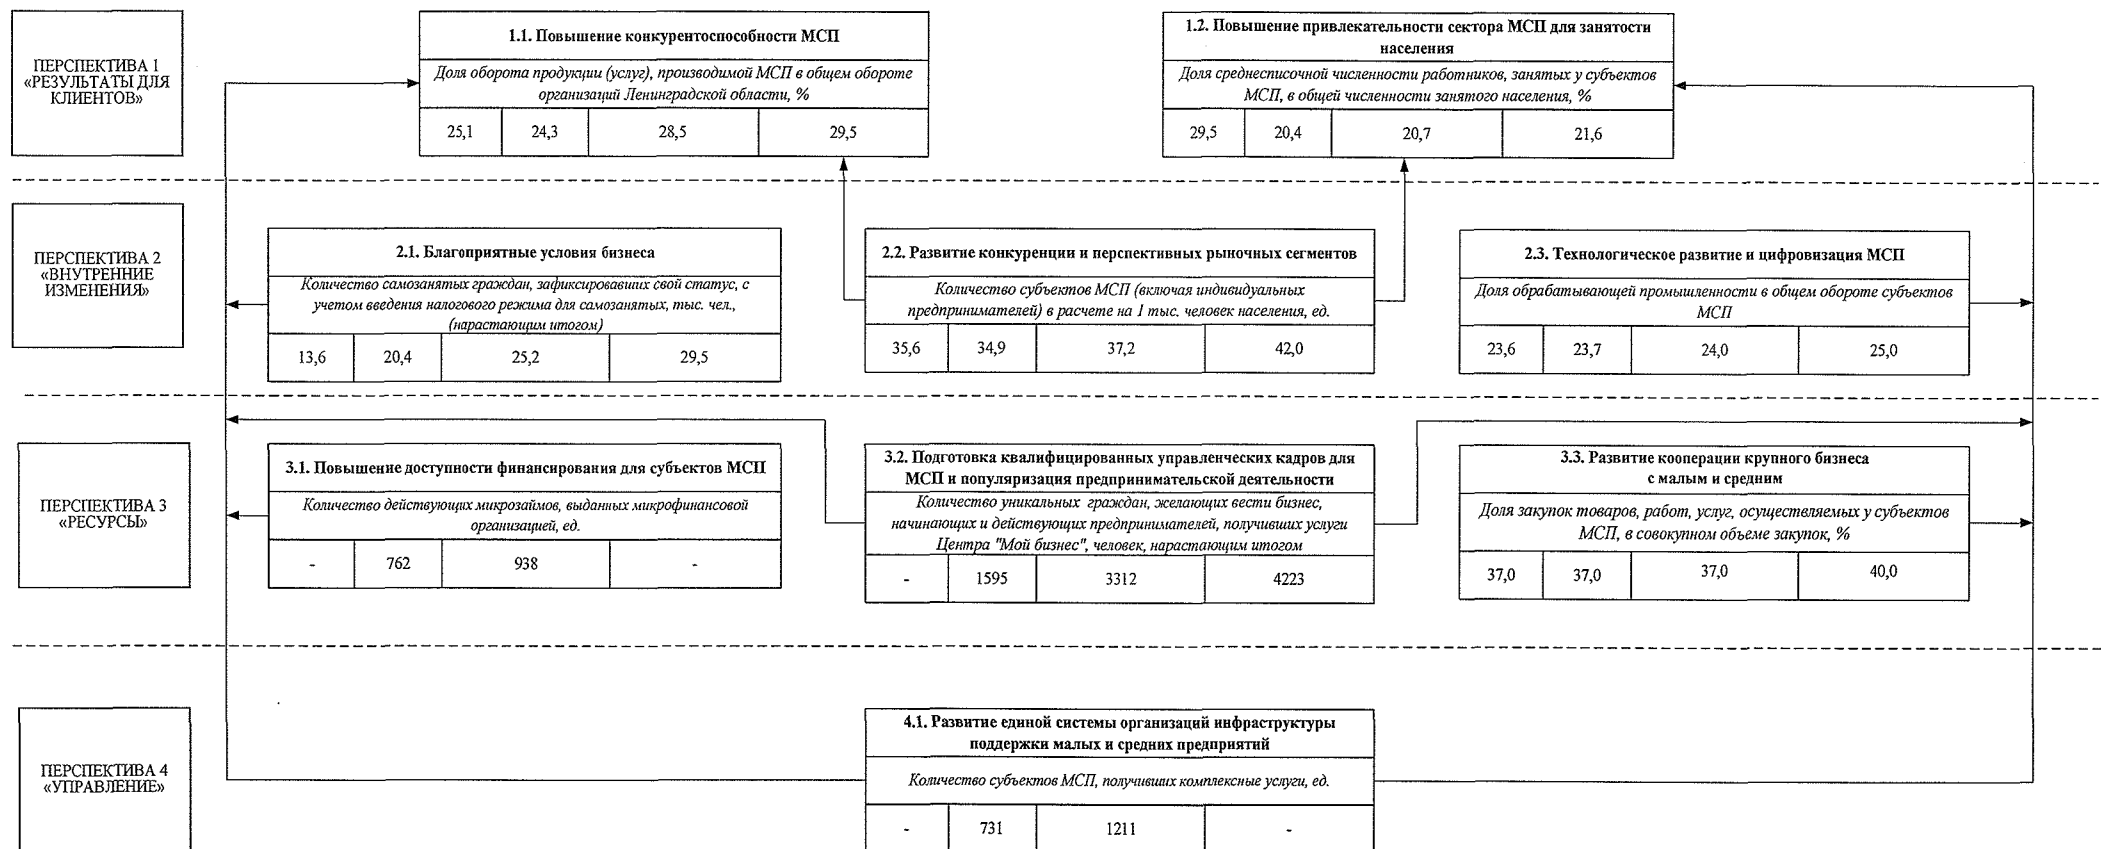 ПЕРСПЕКТИВА 1
«РЕЗУЛЬТАТЫ ДЛЯ
КЛИЕНТОВ»
1.1. Повышение конкурентоспособности МСП
Доля оборота продукции (услуг), производимой МСП в общем обороте
организаций Ленинградской области, %
25,1 24,3 28,5 29,5
1.2. Повышение привлекательности сектора МСП для занятости
населения
Доля среднесписочной численности работников, занятых у субъектов
МСП, в общей численности занятого населения, %
29,5 20,4 20,7 21,6
ПЕРСПЕКТИВА 2
«ВНУТРЕННИЕ
ИЗМЕНЕНИЯ»
2.1. Благоприятные условия бизнеса
Количество самозанятых граждан, зафиксировавших свой статус, с
учетом введения налогового режима для самозанятых, тыс. чел.,
(нарастающим итогом)
13,6 20,4 25,2 29,5
2.2. Развитие конкуренции и перспективных рыночных сегментов
Количество субъектов МСП (включая индивидуальных
предпринимателей) в расчете на 1 тыс. человек населения, ед.
35,6 34,9 37,2 42,0
2.3. Технологическое развитие и цифровизация МСП
Доля обрабатывающей промышленности в общем обороте субъектов
МСП
23,6 23,7 24,0 25,0
ПЕРСПЕКТИВА 3
«РЕСУРСЫ»
3.1. Повышение доступности финансирования для субъектов МСП
Количество действующих микрозаймов, выданных микрофинансовой
организацией, ед.
- 762 938 -
3.2. Подготовка квалифицированных управленческих кадров для
МСП и популяризация предпринимательской деятельности
Количество уникальных граждан, желающих вести бизнес,
начинающих и действующих предпринимателей, получивших услуги
Центра "Мой бизнес", человек, нарастающим итогом
- 1595 3312 4223
3.3. Развитие кооперации крупного бизнеса
с малым и средним
Доля закупок товаров, работ, услуг, осуществляемых у субъектов
МСП, в совокупном объеме закупок, %
37,0 37,0 37,0 40,0
ПЕРСПЕКТИВА 4
«УПРАВЛЕНИЕ»
4.1. Развитие единой системы организаций инфраструктуры
поддержки малых и средних предприятий
Количество субъектов МСП, получивших комплексные услуги, ед.
- 731 1211 -